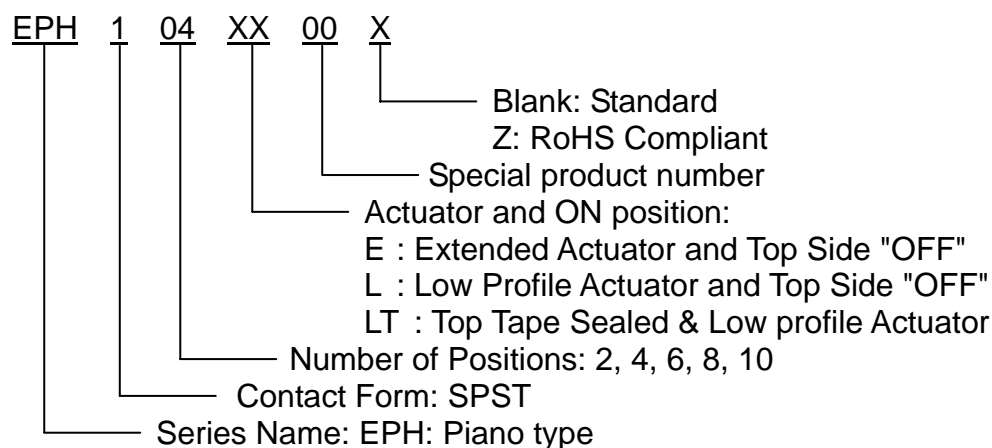 EPH 1 04 XX 00 X
Blank: Standard
Z: RoHS Compliant
Special product number
Actuator and ON position:
E : Extended Actuator and Top Side "OFF"
L : Low Profile Actuator and Top Side "OFF"
LT : Top Tape Sealed & Low profile Actuator
Number of Positions: 2, 4, 6, 8, 10
Contact Form: SPST
Series Name: EPH: Piano type